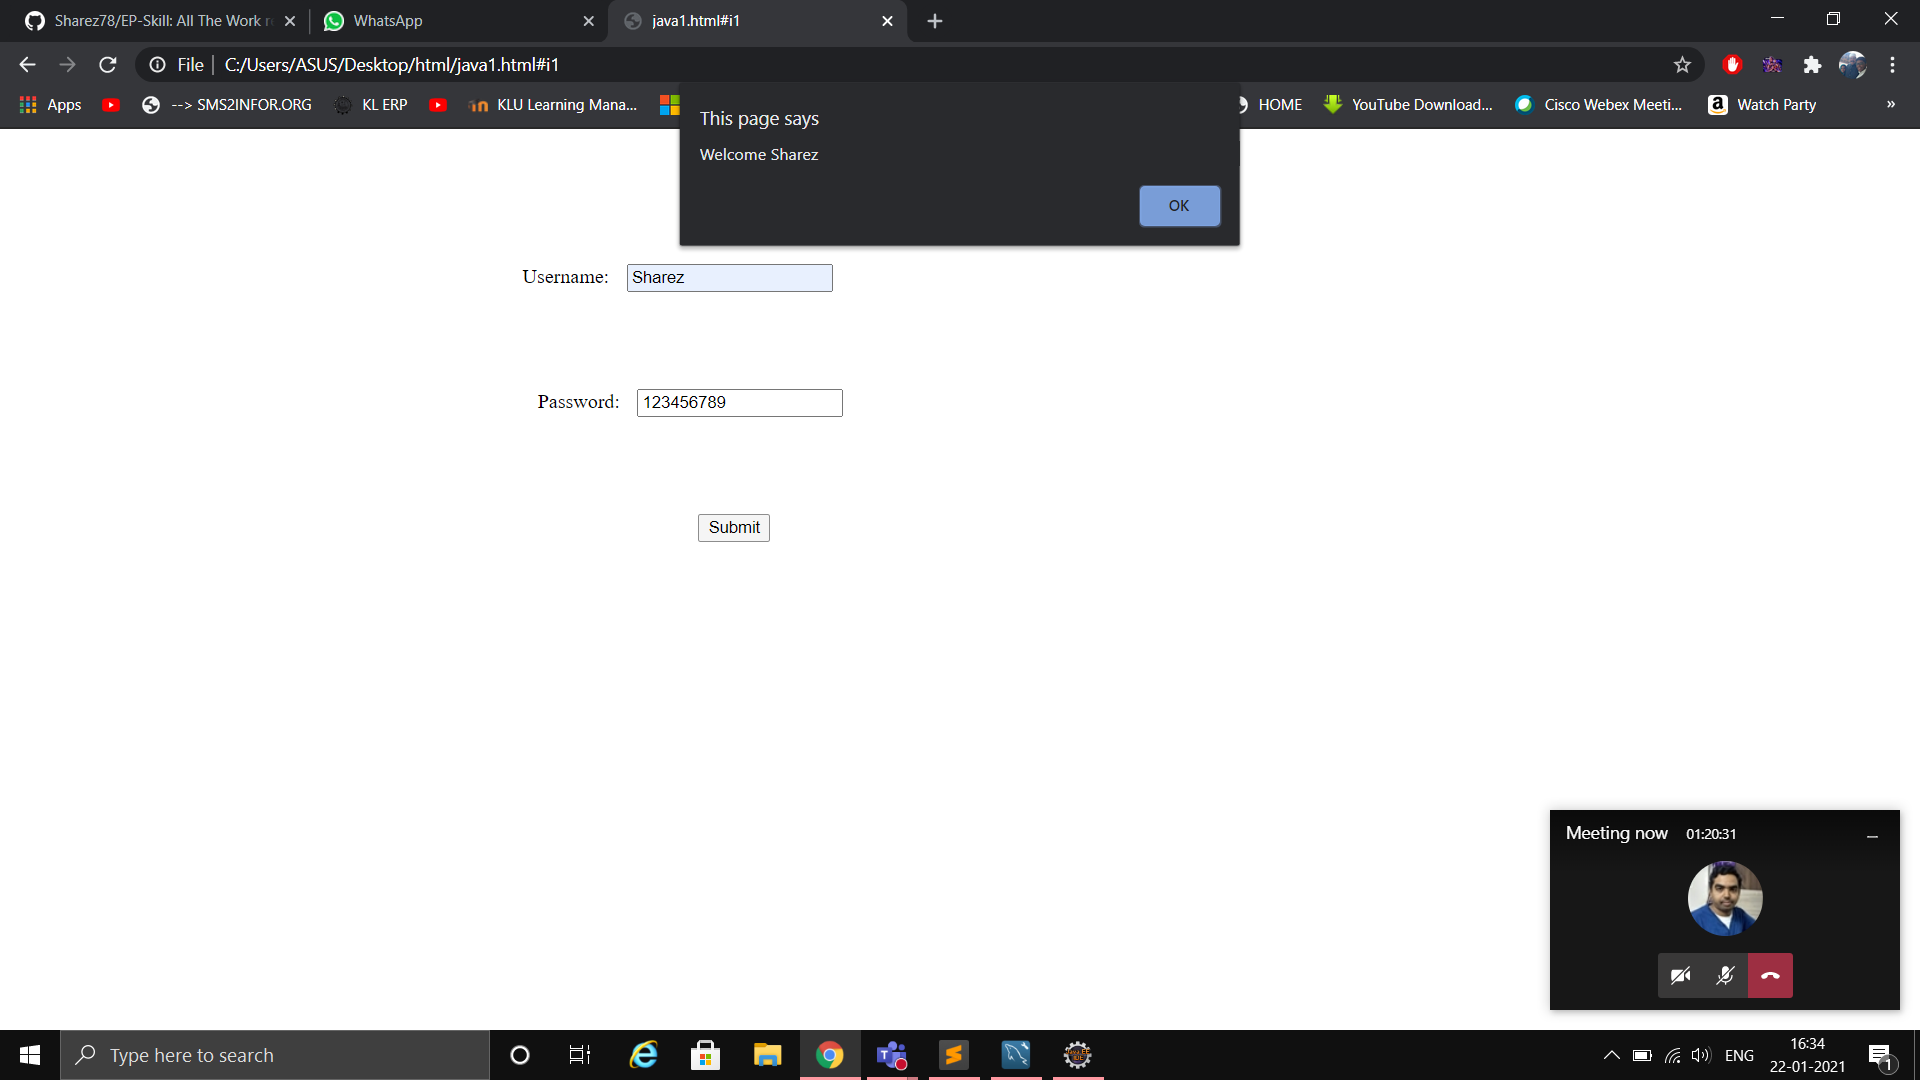 Sharez78/EP-Skill: All The Work
WhatsApp
java1.html#i1
File
C:/Users/ASUS/Desktop/html/java1.html#i1
Apps
--> SMS2INFOR.ORG
KL ERP
KLU Learning Mana...
HOME
YouTube Download...
Cisco Webex Meeti...
Watch Party
»
This page says
Welcome Sharez
OK
Username: Sharez
Password: 123456789
Submit
Meeting now 01:20:31
Type here to search
ENG
16:34
22-01-2021
1